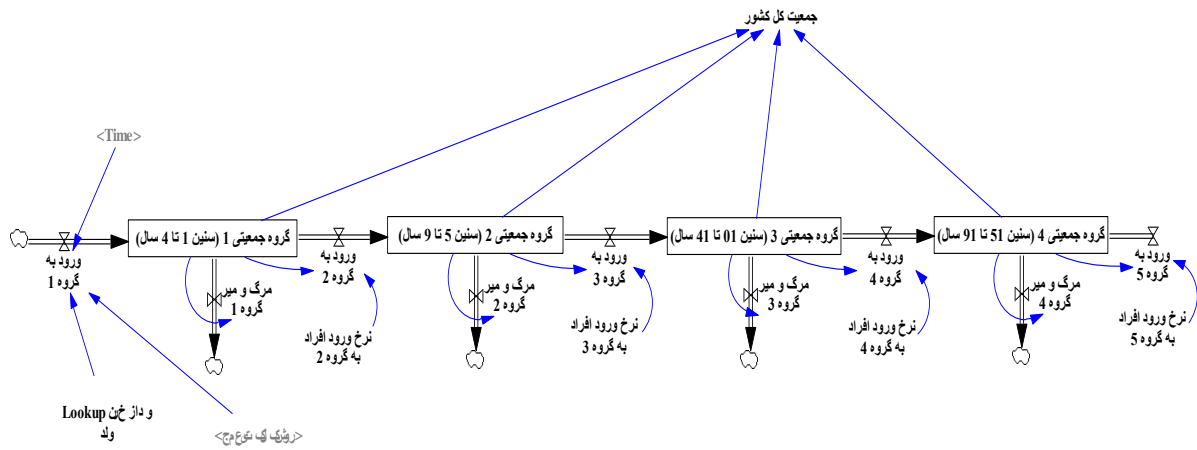 جمعیت کل کشور
<Time>
گروه جمعیتی 1 (سنین 1 تا 4 سال)
گروه جمعیتی 2 (سنین 5 تا 9 سال)
گروه جمعیتی 3 (سنین 01 تا 41 سال)
گروه جمعیتی 4 (سنین 51 تا 91 سال)
ورود به
گروه 1
ورود به
گروه 2
ورود به
گروه 3
ورود به
گروه 4
ورود به
گروه 5
مرگ و میر
گروه 1
مرگ و میر
گروه 2
مرگ و میر
گروه 3
مرگ و میر
گروه 4
نرخ ورود افراد
به گروه 2
نرخ ورود افراد
به گروه 3
نرخ ورود افراد
به گروه 4
نرخ ورود افراد
به گروه 5
Lookup
ولد